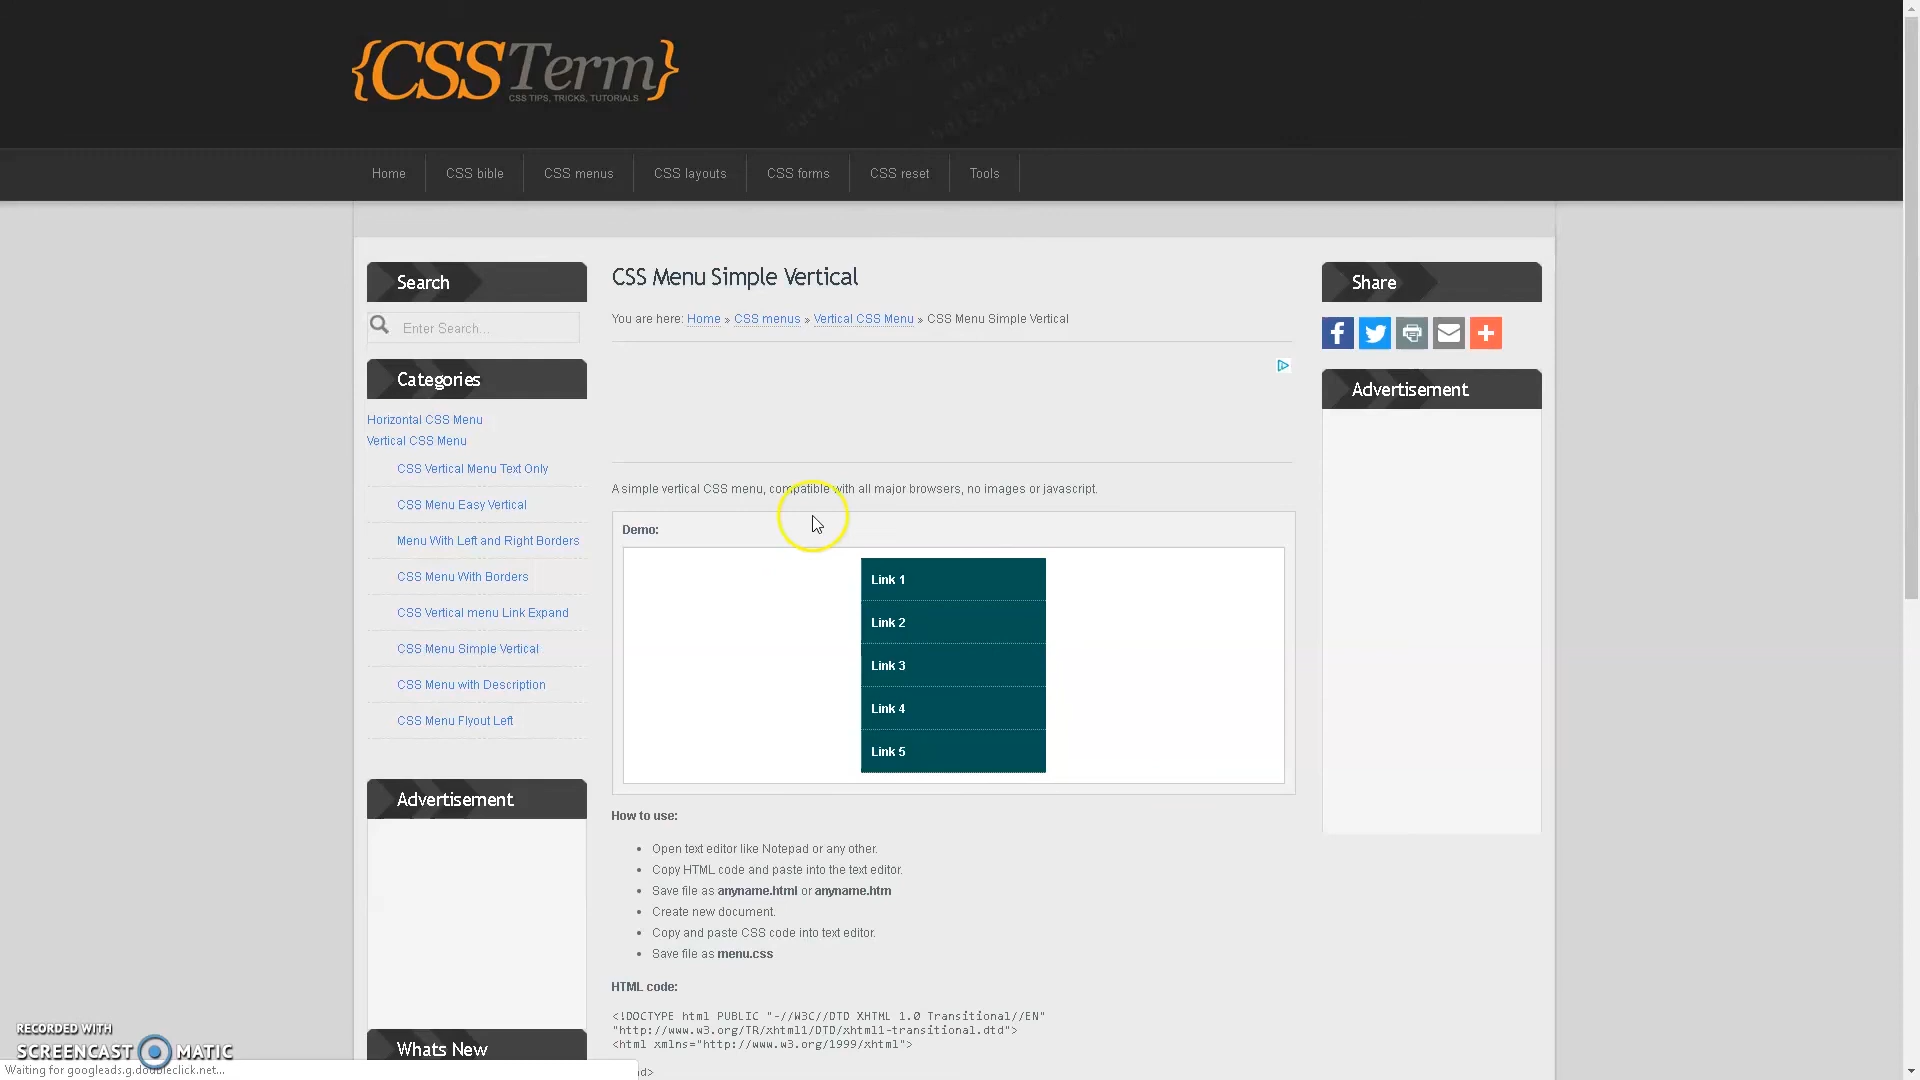 {CSSTerm}
CSS TIPS, TRICKS, TUTORIALS
Home
CSS bible
CSS menus
CSS layouts
CSS forms
CSS reset
Tools
Search
Enter Search...
Categories
Horizontal CSS Menu
Vertical CSS Menu
CSS Vertical Menu Text Only
CSS Menu Easy Vertical
Menu With Left and Right Borders
CSS Menu With Borders
CSS Vertical menu Link Expand
CSS Menu Simple Vertical
CSS Menu with Description
CSS Menu Flyout Left
Advertisement
Whats New
CSS Menu Simple Vertical
You are here: Home » CSS menus » Vertical CSS Menu » CSS Menu Simple Vertical
A simple vertical CSS menu, compatible with all major browsers, no images or javascript.
Demo:
Link 1
Link 2
Link 3
Link 4
Link 5
How to use:
Open text editor like Notepad or any other.
Copy HTML code and paste into the text editor.
Save file as anyname.html or anyname.htm
Create new document.
Copy and paste CSS code into text editor.
Save file as menu.css
HTML code:
<!DOCTYPE html PUBLIC "-//W3C//DTD XHTML 1.0 Transitional//EN"
"http://www.w3.org/TR/xhtml1/DTD/xhtml1-transitional.dtd">
<html xmlns="http://www.w3.org/1999/xhtml">
Share
Advertisement
RECORDED WITH
SCREENCAST MATIC
Waiting for googleads.g.doubleclick.net...